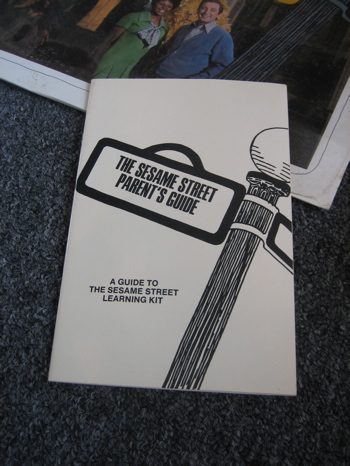 THE SESAME STREET
PARENT'S GUIDE
A GUIDE TO
THE SESAME STREET
LEARNING KIT